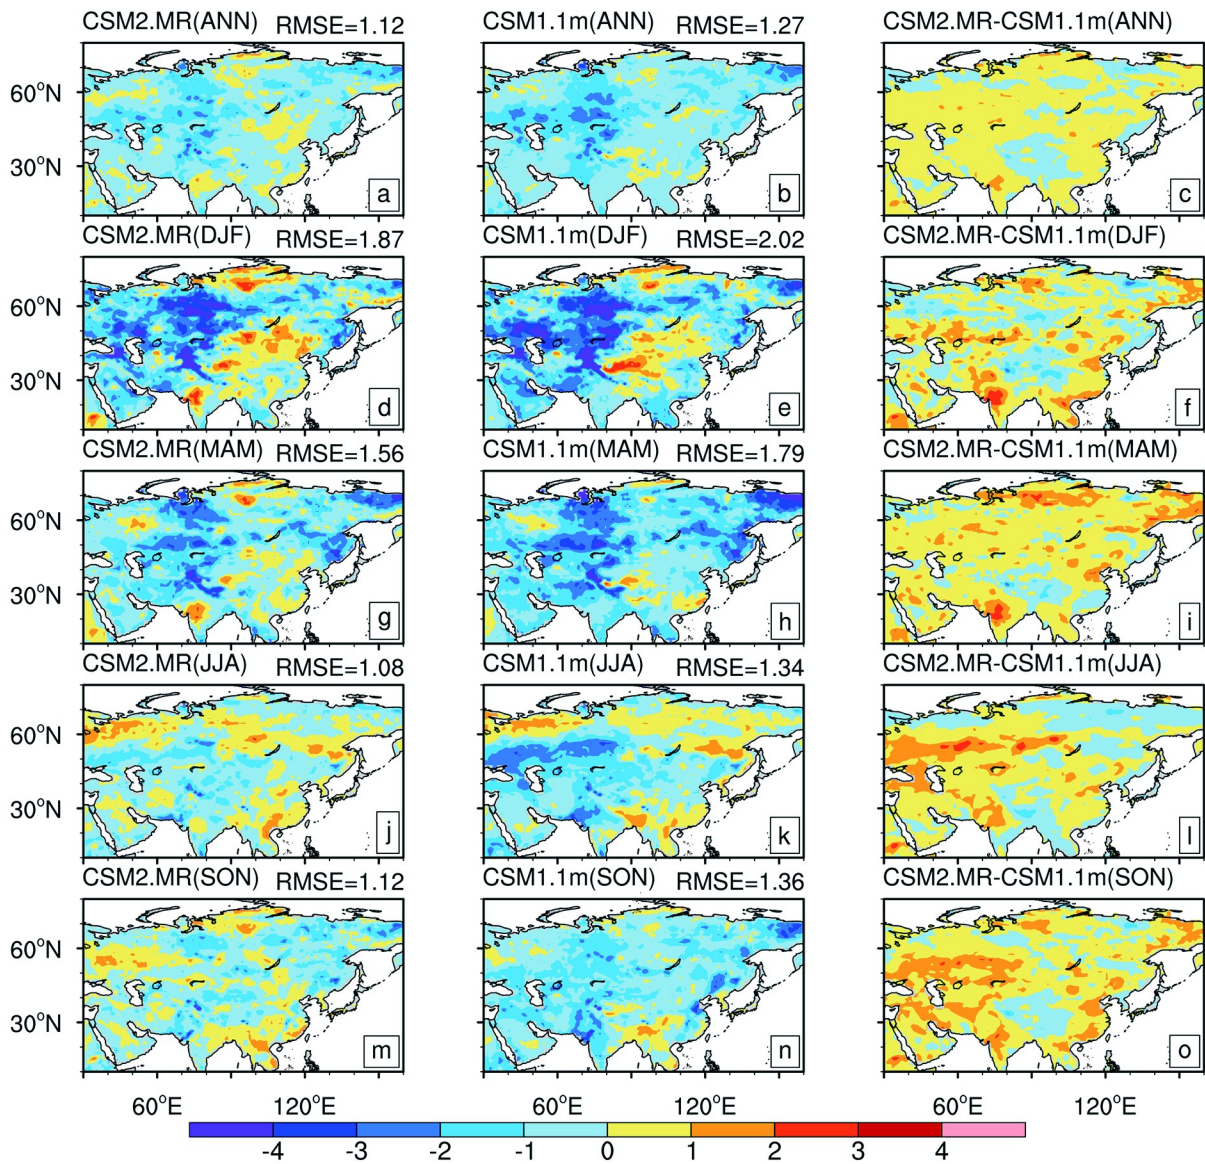 CSM2.MR(ANN) RMSE=1.12 CSM1.1m(ANN) RMSE=1.27 CSM2.MR-CSM1.1m(ANN)
60°N
30°N
a b c
CSM2.MR(DJF) RMSE=1.87 CSM1.1m(DJF) RMSE=2.02 CSM2.MR-CSM1.1m(DJF)
60°N
30°N
d e f
CSM2.MR(MAM) RMSE=1.56 CSM1.1m(MAM) RMSE=1.79 CSM2.MR-CSM1.1m(MAM)
60°N
30°N
g h i
CSM2.MR(JJA) RMSE=1.08 CSM1.1m(JJA) RMSE=1.34 CSM2.MR-CSM1.1m(JJA)
60°N
30°N
j k l
CSM2.MR(SON) RMSE=1.12 CSM1.1m(SON) RMSE=1.36 CSM2.MR-CSM1.1m(SON)
60°N
30°N
m n o
60°E 120°E 60°E 120°E 60°E 120°E
-4 -3 -2 -1 0 1 2 3 4